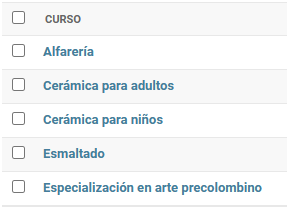 CURSO
Alfarería
Cerámica para adultos
Cerámica para niños
Esmaltado
Especialización en arte precolombino